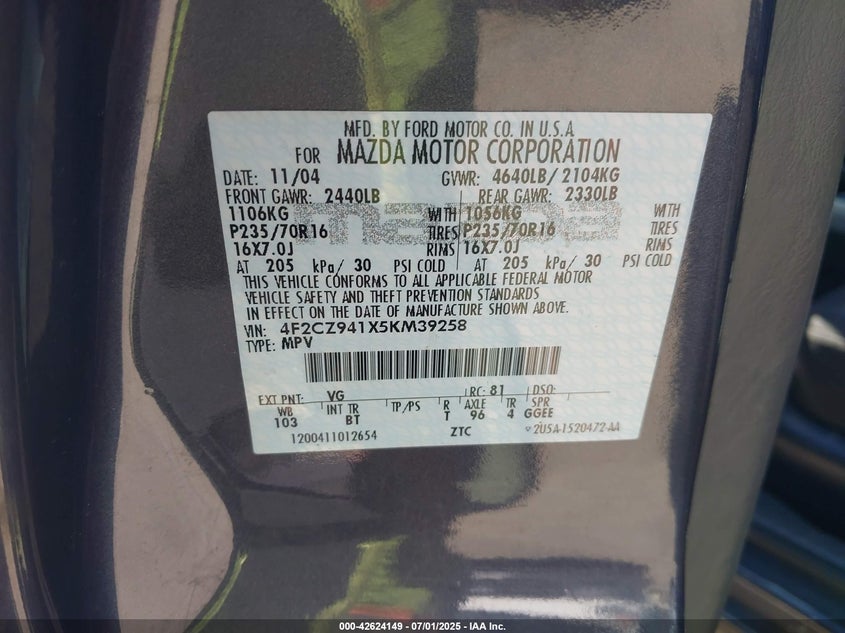 MFD. BY FORD MOTOR CO. IN U.S.A
FOR MAZDA MOTOR CORPORATION
DATE: 11/04 GVWR: 4640LB/2104KG
FRONT GAWR: 2440LB REAR GAWR: 2330LB
1106KG WITH 1056KG WITH
P235/70R16 TIRES P235/70R16 TIRES
16X7.0J RIMS 16X7.0J RIMS
AT 205 kPa/ 30 PSI COLD AT 205 kPa/ 30 PSI COLD
THIS VEHICLE CONFORMS TO ALL APPLICABLE FEDERAL MOTOR
VEHICLE SAFETY AND THEFT PREVENTION STANDARDS
IN EFFECT ON THE DATE OF MANUFACTURE SHOWN ABOVE.
VIN: 4F2CZ941X5KM39258
TYPE: MPV
EXT PNT: VG RC: 81 DSO:
WB INT TR TP/PS R AXLE TR SPR
103 BT T 96 4 GGEE
1200411012654 ZTC 2U5A-1520472-AA
mazda
000-42624149 - 07/01/2025 - IAA Inc.